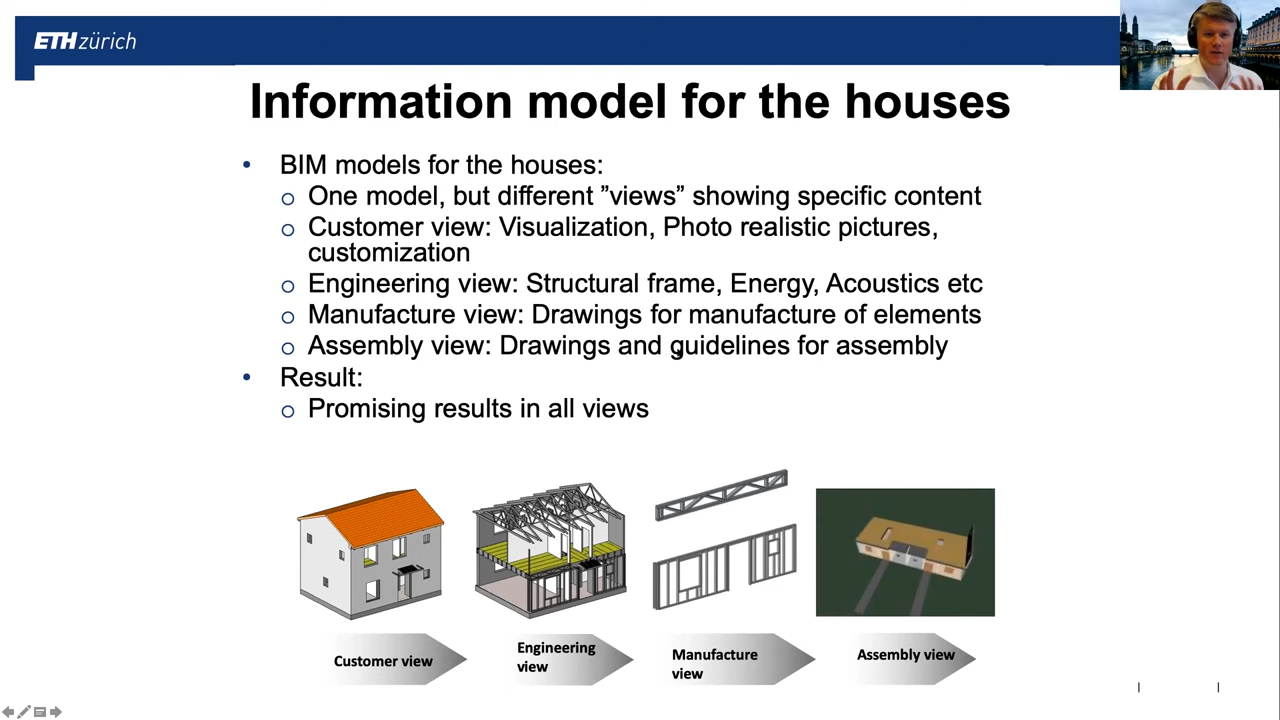 ETH zürich
Information model for the houses
• BIM models for the houses:
o One model, but different ”views” showing specific content
o Customer view: Visualization, Photo realistic pictures,
customization
o Engineering view: Structural frame, Energy, Acoustics etc
o Manufacture view: Drawings for manufacture of elements
o Assembly view: Drawings and guidelines for assembly
• Result:
o Promising results in all views
Customer view
Engineering
view
Manufacture
view
Assembly view